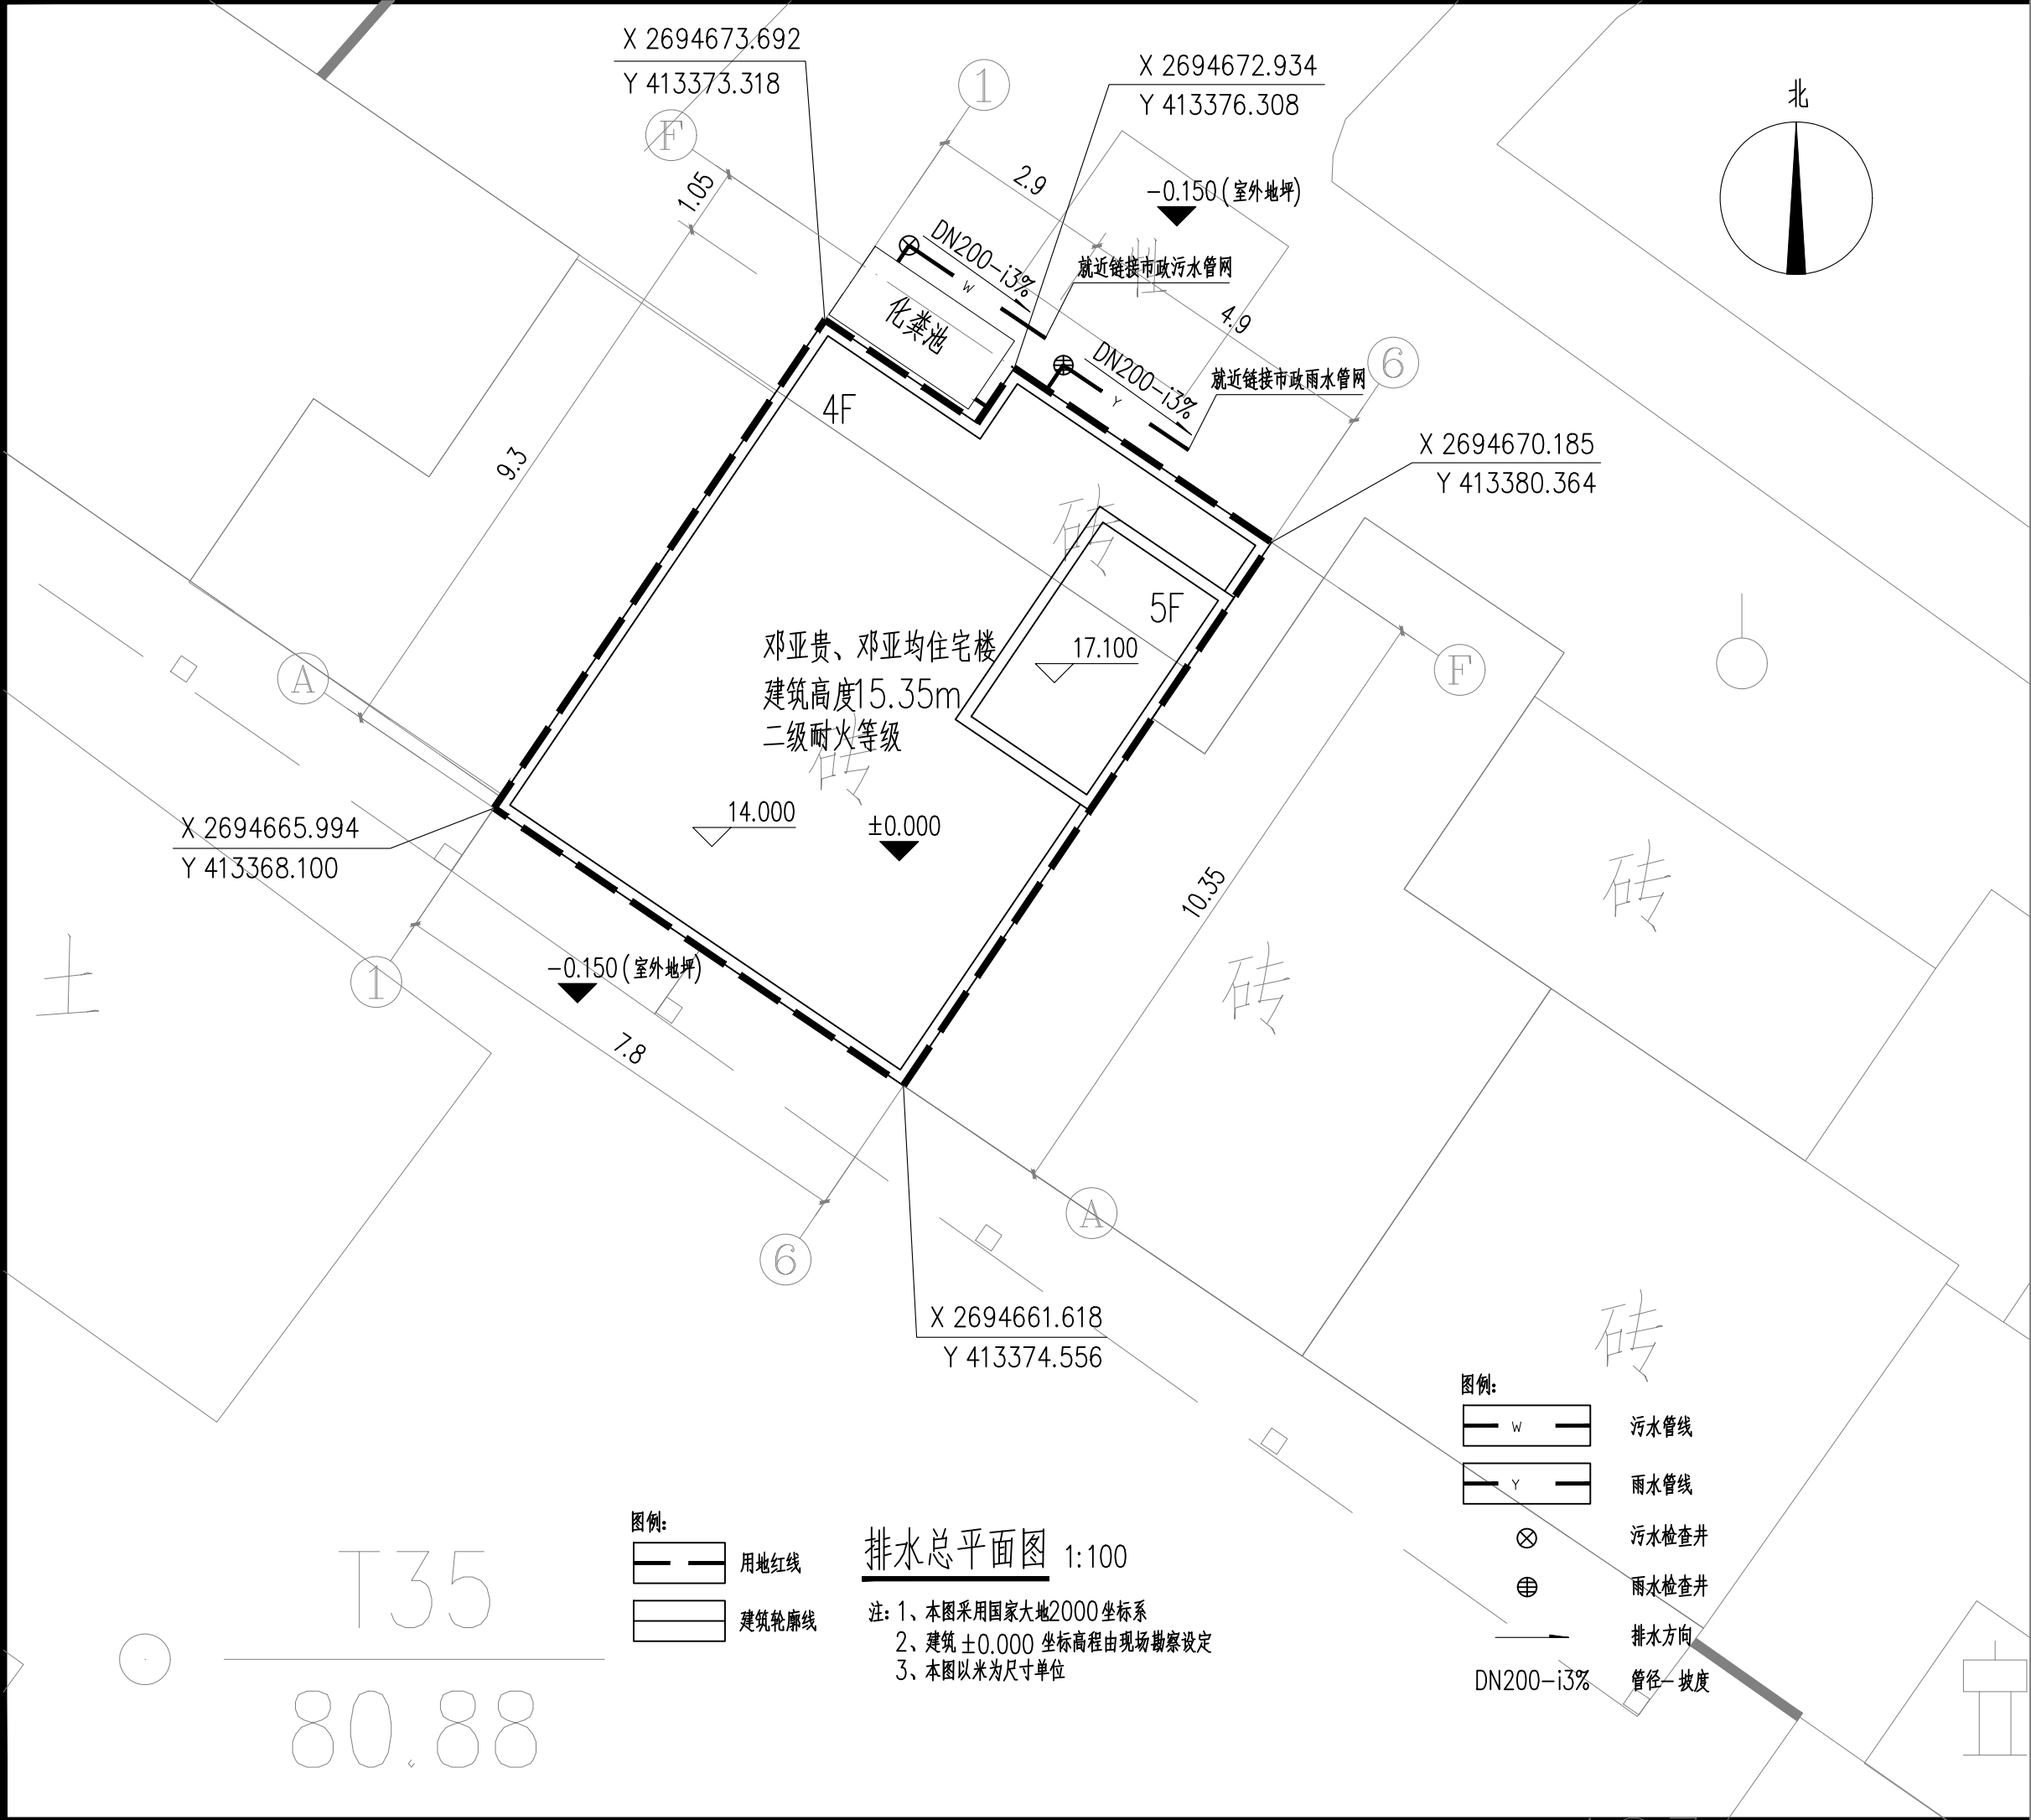 X 2694673.692
Y 413373.318
X 2694672.934
Y 413376.308
北
1
F
2.9
1.05
-0.150(室外地坪)
DN200-i3%
W
就近链接市政污水管网
化粪池
4.9
DN200-i3%
Y
就近链接市政雨水管网
6
4F
X 2694670.185
Y 413380.364
9.3
砖
5F
17.100
邓亚贵、邓亚均住宅楼
建筑高度15.35m
二级耐火等级
砖
A
F
14.000
±0.000
X 2694665.994
Y 413368.100
10.35
砖
砖
土
1
-0.150(室外地坪)
7.8
A
6
X 2694661.618
Y 413374.556
砖
图例:
W
污水管线
Y
雨水管线
污水检查井
雨水检查井
排水方向
DN200-i3% 管径-坡度
图例:
用地红线
建筑轮廓线
排水总平面图 1:100
注: 1、本图采用国家大地2000坐标系
2、建筑±0.000 坐标高程由现场勘察设定
3、本图以米为尺寸单位
T35
80.88